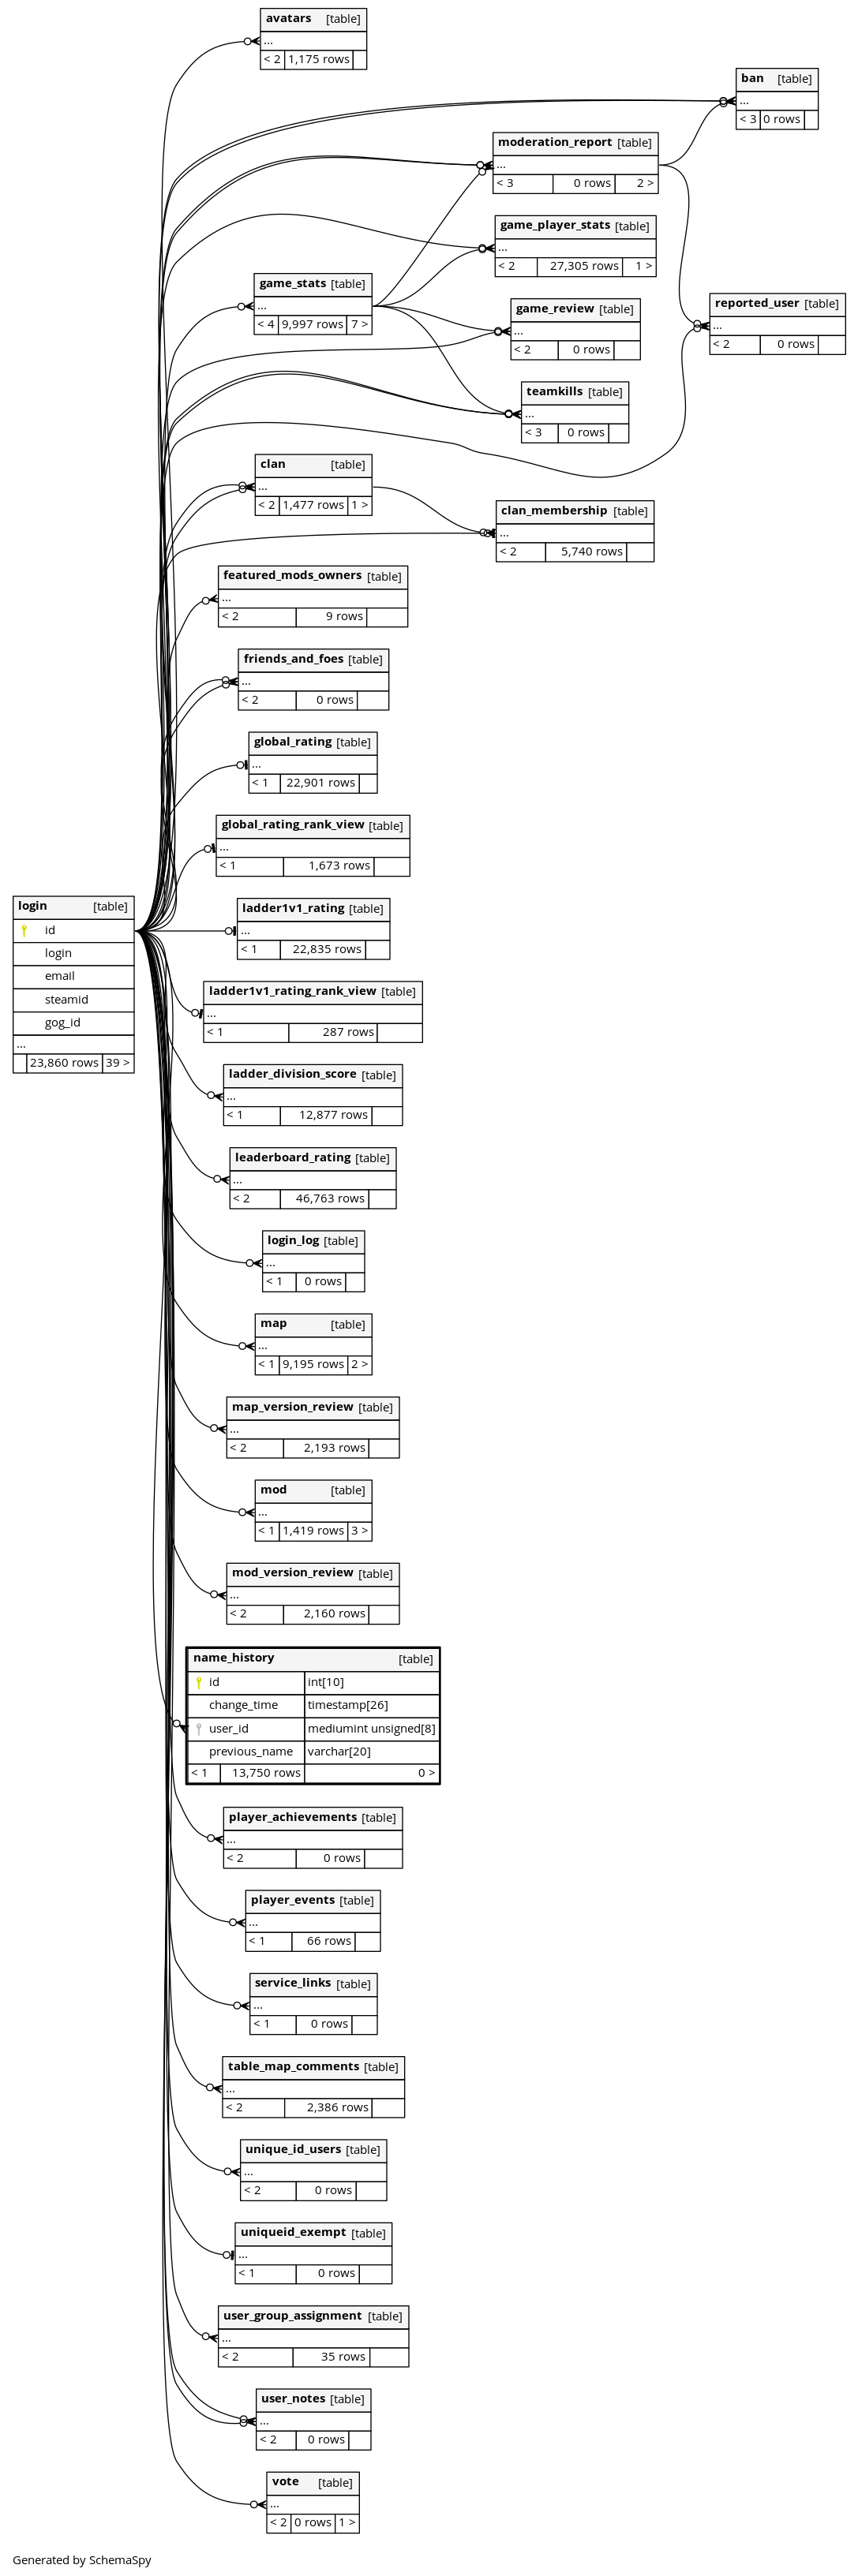 avatars [table]
...
< 2 1,175 rows
ban [table]
...
< 3 0 rows
moderation_report [table]
...
< 3 0 rows 2 >
game_player_stats [table]
...
< 2 27,305 rows 1 >
game_stats [table]
...
< 4 9,997 rows 7 >
game_review [table]
...
< 2 0 rows
reported_user [table]
...
< 2 0 rows
teamkills [table]
...
< 3 0 rows
clan [table]
...
< 2 1,477 rows 1 >
clan_membership [table]
...
< 2 5,740 rows
featured_mods_owners [table]
...
< 2 9 rows
friends_and_foes [table]
...
< 2 0 rows
global_rating [table]
...
< 1 22,901 rows
global_rating_rank_view [table]
...
< 1 1,673 rows
login [table]
id
login
email
steamid
gog_id
...
23,860 rows 39 >
ladder1v1_rating [table]
...
< 1 22,835 rows
ladder1v1_rating_rank_view [table]
...
< 1 287 rows
ladder_division_score [table]
...
< 1 12,877 rows
leaderboard_rating [table]
...
< 2 46,763 rows
login_log [table]
...
< 1 0 rows
map [table]
...
< 1 9,195 rows 2 >
map_version_review [table]
...
< 2 2,193 rows
mod [table]
...
< 1 1,419 rows 3 >
mod_version_review [table]
...
< 2 2,160 rows
name_history [table]
id int[10]
change_time timestamp[26]
user_id mediumint unsigned[8]
previous_name varchar[20]
< 1 13,750 rows 0 >
player_achievements [table]
...
< 2 0 rows
player_events [table]
...
< 1 66 rows
service_links [table]
...
< 1 0 rows
table_map_comments [table]
...
< 2 2,386 rows
unique_id_users [table]
...
< 2 0 rows
uniqueid_exempt [table]
...
< 1 0 rows
user_group_assignment [table]
...
< 2 35 rows
user_notes [table]
...
< 2 0 rows
vote [table]
...
< 2 0 rows 1 >
Generated by SchemaSpy